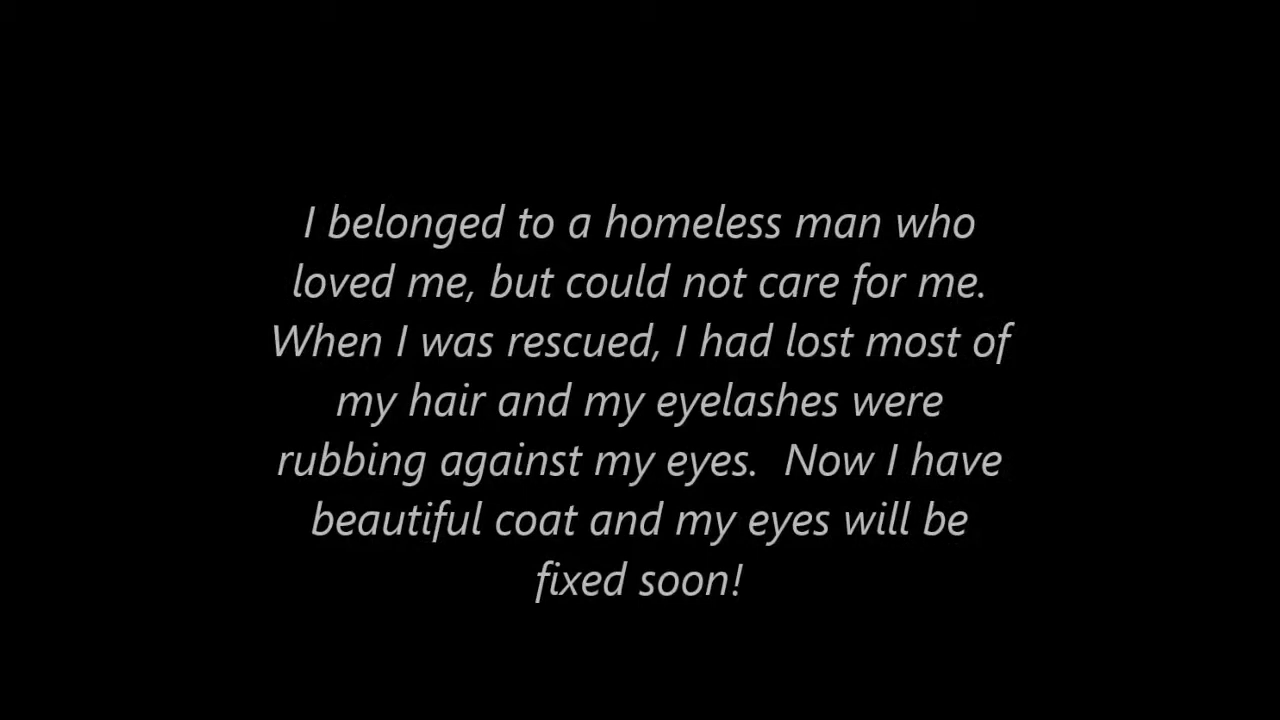 I belonged to a homeless man who
loved me, but could not care for me.
When I was rescued, I had lost most of
my hair and my eyelashes were
rubbing against my eyes.  Now I have
beautiful coat and my eyes will be
fixed soon!